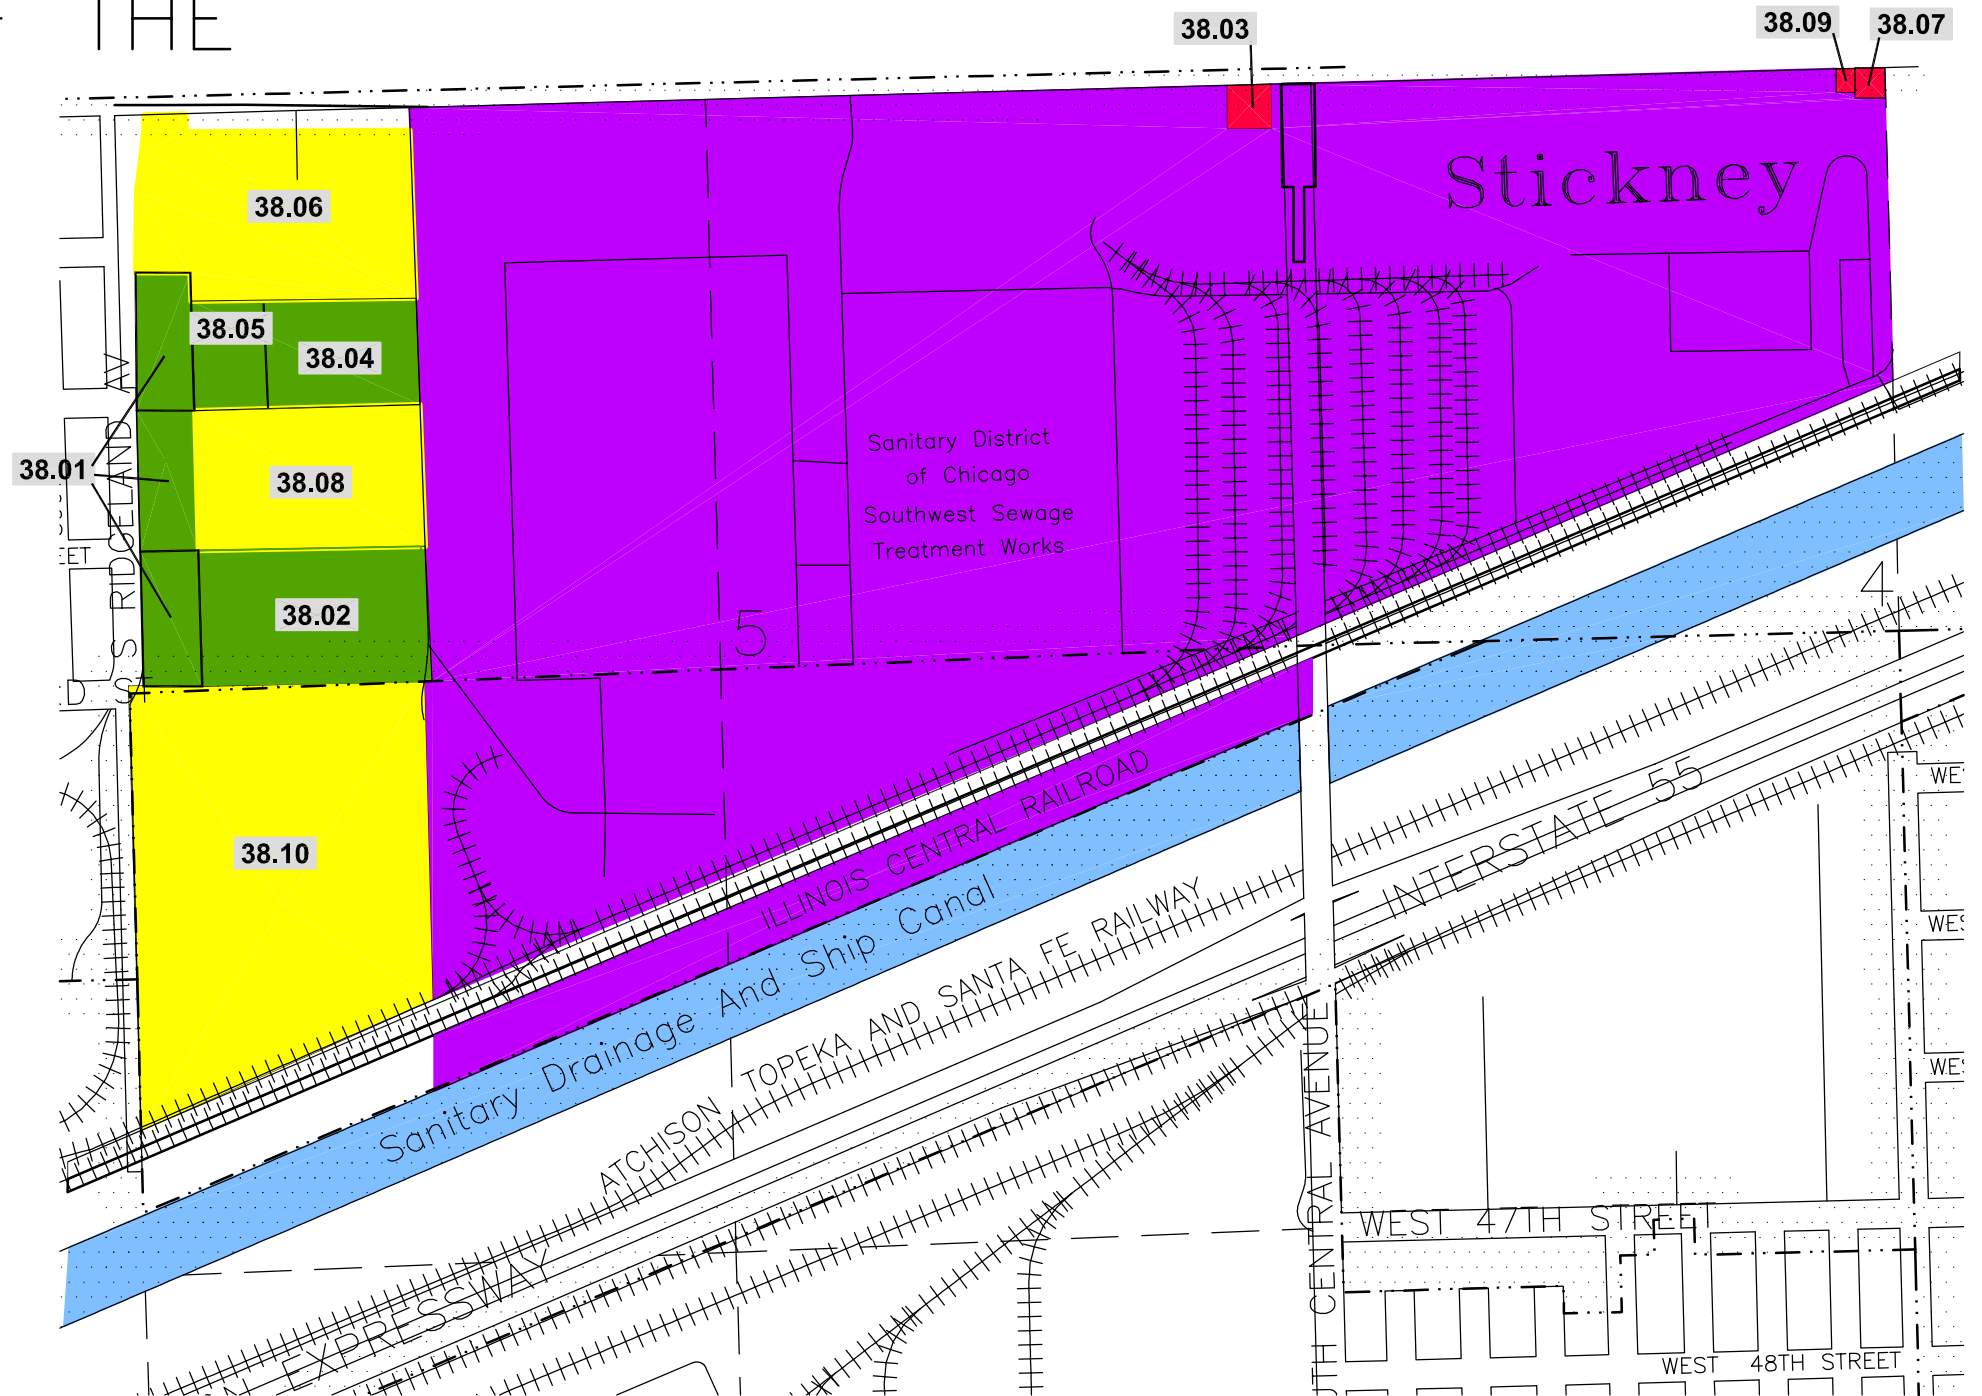 THE
38.03
38.09
38.07
38.06
Stickney
38.05
38.04
38.01
38.08
38.02
S RIDGELAND AV
Sanitary District
of Chicago
Southwest Sewage
Treatment Works
5
4
D
38.10
ILLINOIS CENTRAL RAILROAD
Sanitary Drainage And Ship Canal
ATCHISON TOPEKA AND SANTA FE RAILWAY
INTERSTATE 55
EXPRESSWAY
CENTRAL AVENUE
WEST 47TH STREET
WEST 48TH STREET